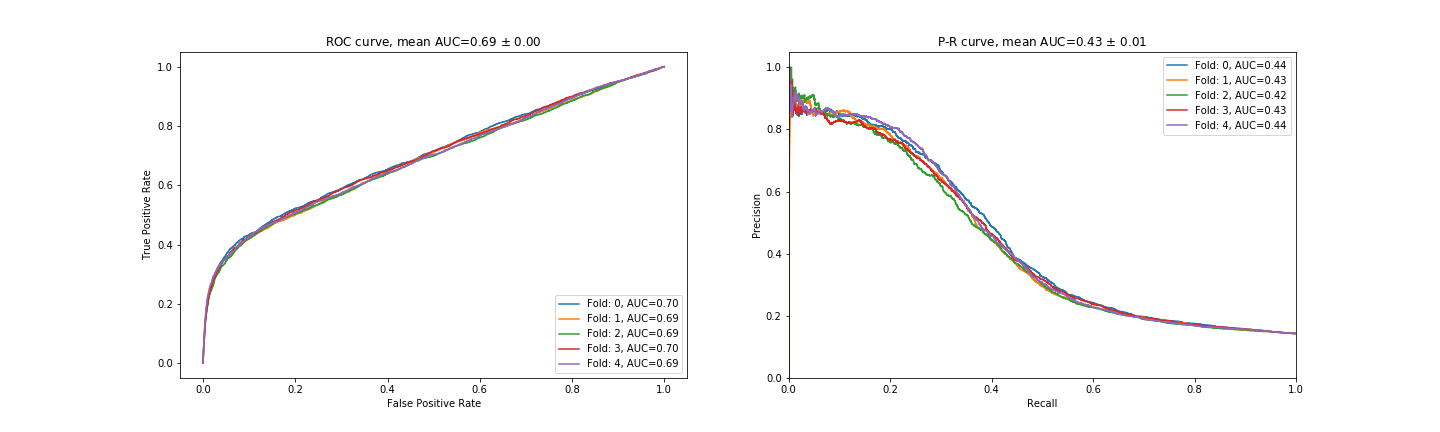 ROC curve, mean AUC=0.69 ± 0.00
True Positive Rate
1.0
0.8
0.6
0.4
0.2
0.0
Fold: 0, AUC=0.70
Fold: 1, AUC=0.69
Fold: 2, AUC=0.69
Fold: 3, AUC=0.70
Fold: 4, AUC=0.69
0.0 0.2 0.4 0.6 0.8 1.0
False Positive Rate
P-R curve, mean AUC=0.43 ± 0.01
Precision
1.0
0.8
0.6
0.4
0.2
0.0
Fold: 0, AUC=0.44
Fold: 1, AUC=0.43
Fold: 2, AUC=0.42
Fold: 3, AUC=0.43
Fold: 4, AUC=0.44
0.0 0.2 0.4 0.6 0.8 1.0
Recall